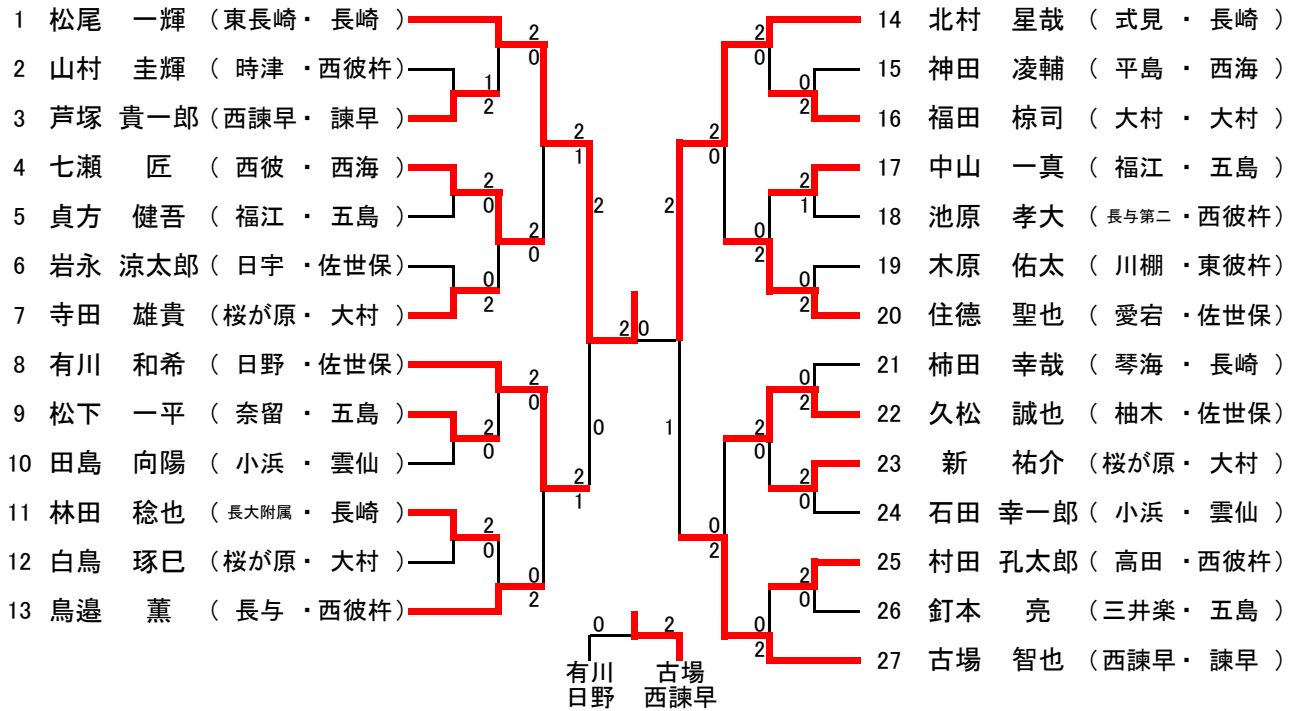 1 松尾 一輝 (東長崎・ 長崎 )
2 山村 圭輝 ( 時津 ・西彼杵)
3 芦塚 貴一郎 (西諫早・ 諫早 )
4 七瀬 匠 ( 西彼 ・ 西海 )
5 貞方 健吾 ( 福江 ・ 五島 )
6 岩永 涼太郎 ( 日宇 ・佐世保)
7 寺田 雄貴 (桜が原・ 大村 )
8 有川 和希 ( 日野 ・佐世保)
9 松下 一平 ( 奈留 ・ 五島 )
10 田島 向陽 ( 小浜 ・ 雲仙 )
11 林田 稔也 ( 長大附属 ・ 長崎 )
12 白鳥 琢巳 (桜が原・ 大村 )
13 鳥邉 薫 ( 長与 ・西彼杵)
2
0
1
2
2
1
2
0
2
0
0
2
2
0
2
0
2
0
2
1
2
0
0
2
2
0
2 0
0 2
有川 古場
日野 西諫早
2
1
2
0
0
2
2
0
2
1
0
2
0
2
0
2
2
0
2
0
0
2
2
0
0
2
14 北村 星哉 ( 式見 ・ 長崎 )
15 神田 凌輔 ( 平島 ・ 西海 )
16 福田 椋司 ( 大村 ・ 大村 )
17 中山 一真 ( 福江 ・ 五島 )
18 池原 孝大 ( 長与第二 ・西彼杵)
19 木原 佑太 ( 川棚 ・東彼杵)
20 住德 聖也 ( 愛宕 ・佐世保)
21 柿田 幸哉 ( 琴海 ・ 長崎 )
22 久松 誠也 ( 柚木 ・佐世保)
23 新 祐介 (桜が原・ 大村 )
24 石田 幸一郎 ( 小浜 ・ 雲仙 )
25 村田 孔太郎 ( 高田 ・西彼杵)
26 釘本 亮 (三井楽・ 五島 )
27 古場 智也 (西諫早・ 諫早 )